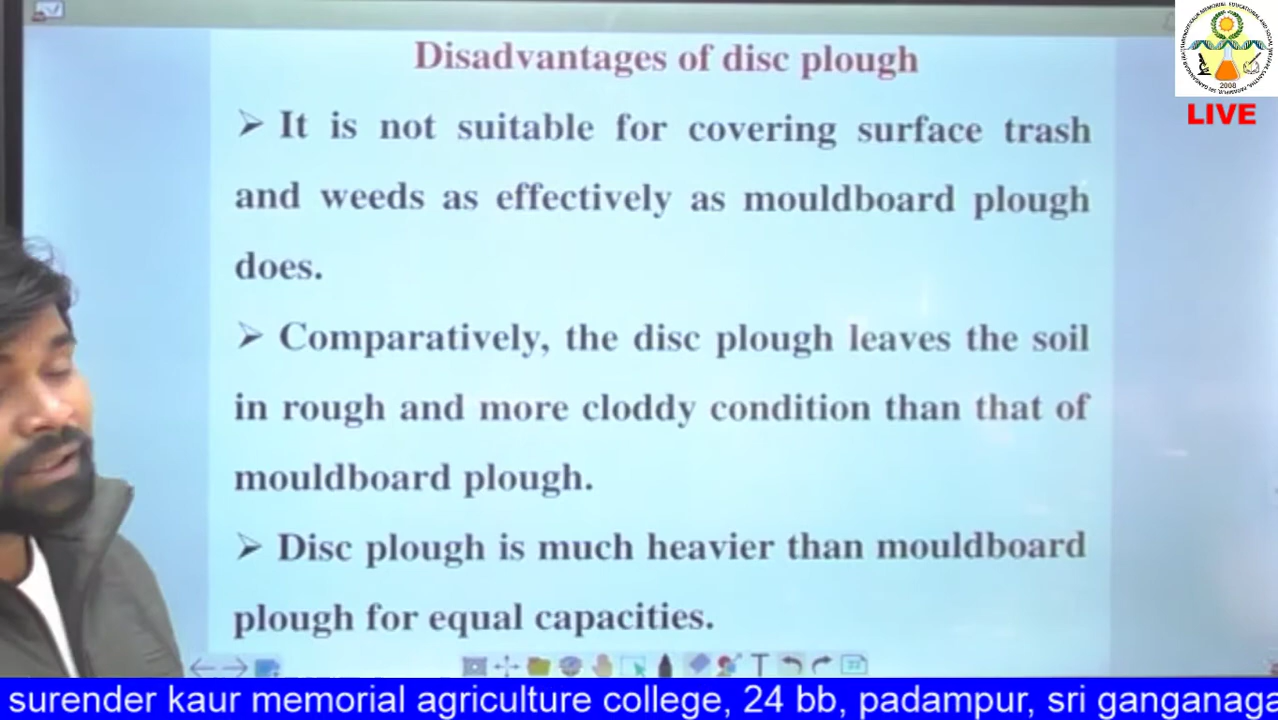 Disadvantages of disc plough
➢ It is not suitable for covering surface trash
and weeds as effectively as mouldboard plough
does.
➢ Comparatively, the disc plough leaves the soil
in rough and more cloddy condition than that of
mouldboard plough.
➢ Disc plough is much heavier than mouldboard
plough for equal capacities.
2008
LIVE
surender kaur memorial agriculture college, 24 bb, padampur, sri ganganaga